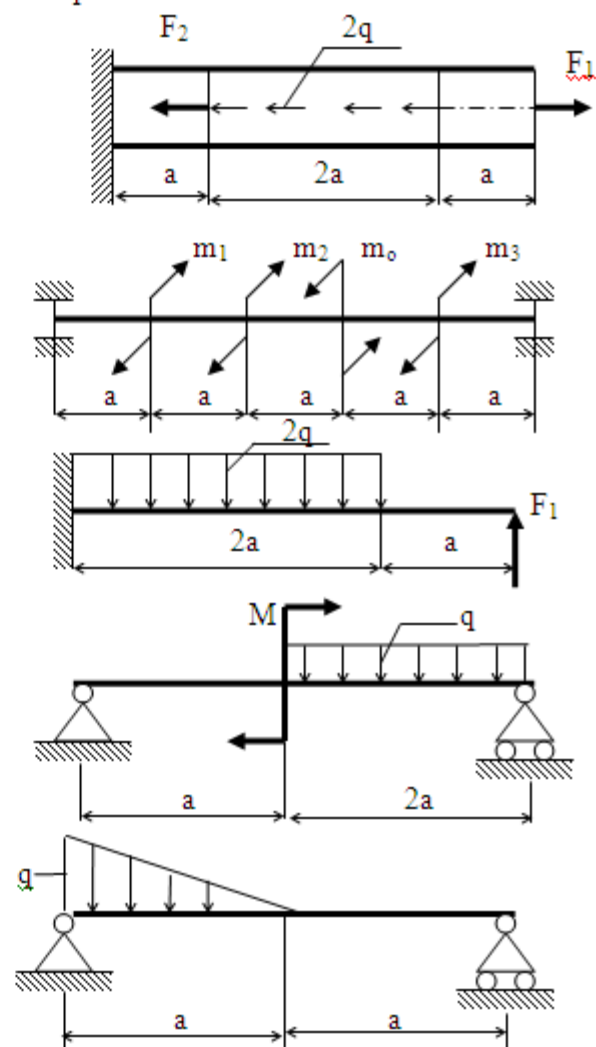 F₂ 2q F₁
a 2a a
m₁ m₂ mₒ m₃
a a a a a
2q
F₁
2a a
M q
a 2a
q
a a